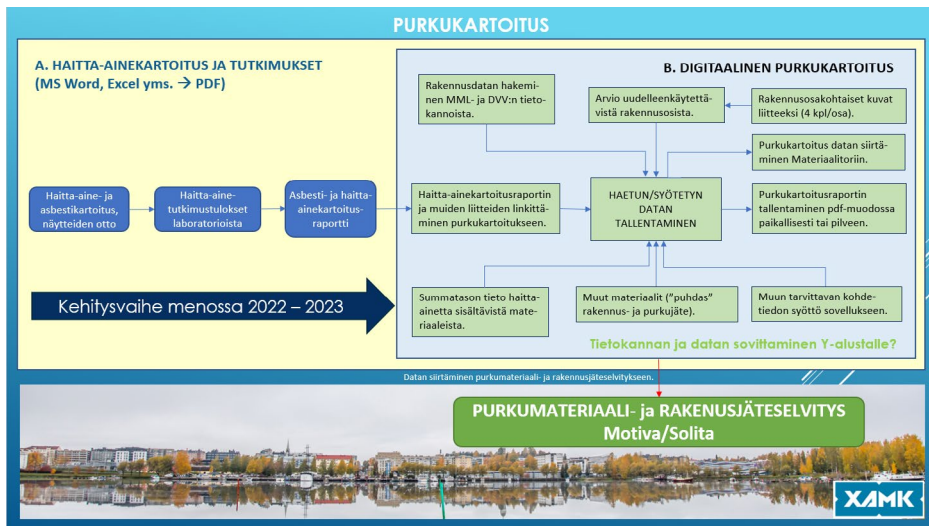 PURKUKARTOITUS
A. HAITTA-AINEKARTOITUS JA TUTKIMUKSET
(MS Word, Excel yms. → PDF)
Haitta-aine- ja
asbestikartoitus,
näytteiden otto
Haitta-aine-
tutkimustulokset
laboratorioista
Asbesti- ja haitta-
ainekartoitus-
raportti
Kehitysvaihe menossa 2022 – 2023
B. DIGITAALINEN PURKUKARTOITUS
Rakennusdatan hakemi-
nen MML- ja DVV:n tieto-
kannoista.
Arvio uudelleenkäytettä-
vistä rakennusosista.
Rakennusosakohtaiset kuvat
liitteeksi (4 kpl/osa).
Purkukartoitus datan siirtä-
minen Materiaalitoriin.
Haitta-ainekartoitusraportin
ja muiden liitteiden linkittä-
minen purkukartoitukseen.
HAETUN/SYÖTETYN
DATAN
TALLENTAMINEN
Purkukartoitusraportin
tallentaminen pdf-muodossa
paikallisesti tai pilveen.
Summatason tieto haitta-
ainetta sisältävistä mate-
riaaleista.
Muut materiaalit ("puhdas"
rakennus- ja purkujäte).
Muun tarvittavan kohde-
tiedon syöttö sovellukseen.
Tietokannan ja datan sovittaminen Y-alustalle?
Datan siirtäminen purkumateriaali- ja rakennusjäteselvitykseen.
PURKUMATERIAALI- ja RAKENUSJÄTESELVITYS
Motiva/Solita
XAMK